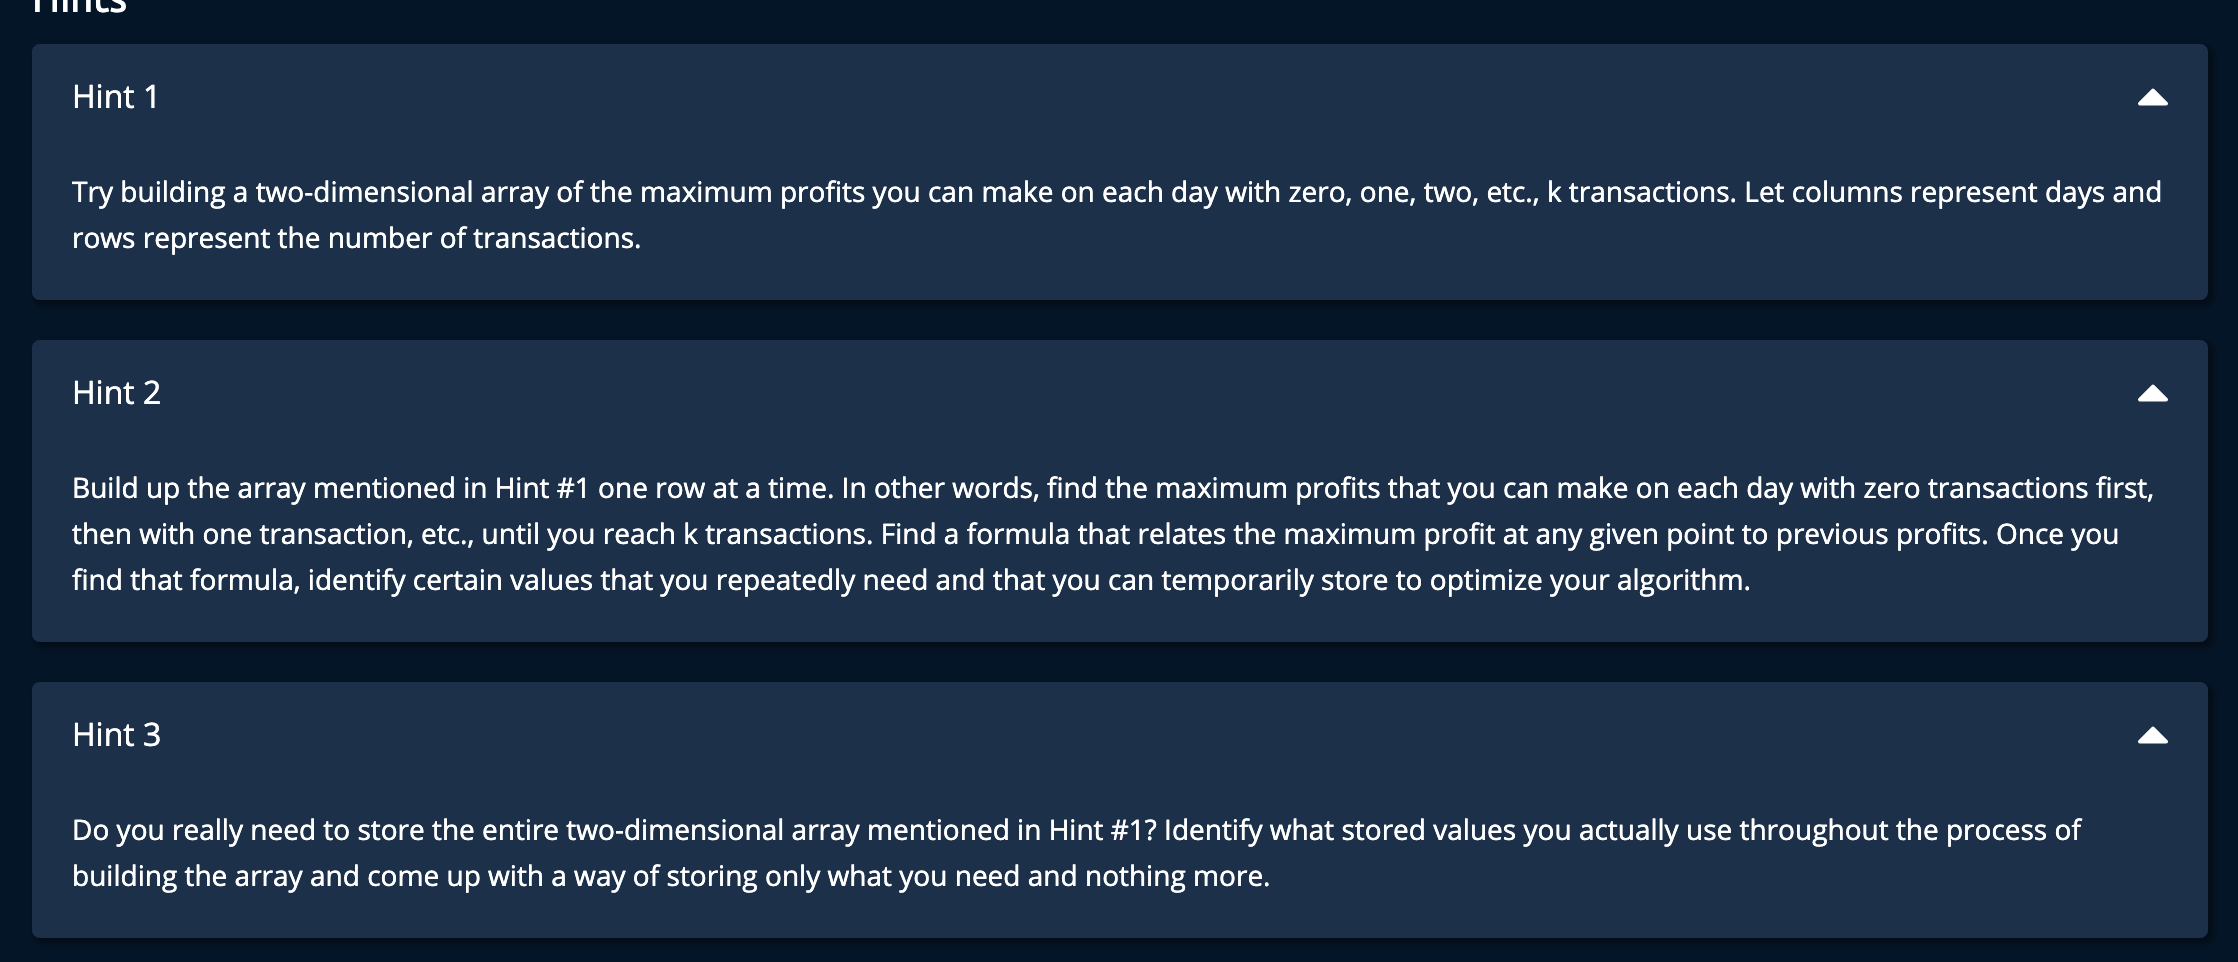 Hints
Hint 1
Try building a two-dimensional array of the maximum profits you can make on each day with zero, one, two, etc., k transactions. Let columns represent days and
rows represent the number of transactions.
Hint 2
Build up the array mentioned in Hint #1 one row at a time. In other words, find the maximum profits that you can make on each day with zero transactions first,
then with one transaction, etc., until you reach k transactions. Find a formula that relates the maximum profit at any given point to previous profits. Once you
find that formula, identify certain values that you repeatedly need and that you can temporarily store to optimize your algorithm.
Hint 3
Do you really need to store the entire two-dimensional array mentioned in Hint #1? Identify what stored values you actually use throughout the process of
building the array and come up with a way of storing only what you need and nothing more.